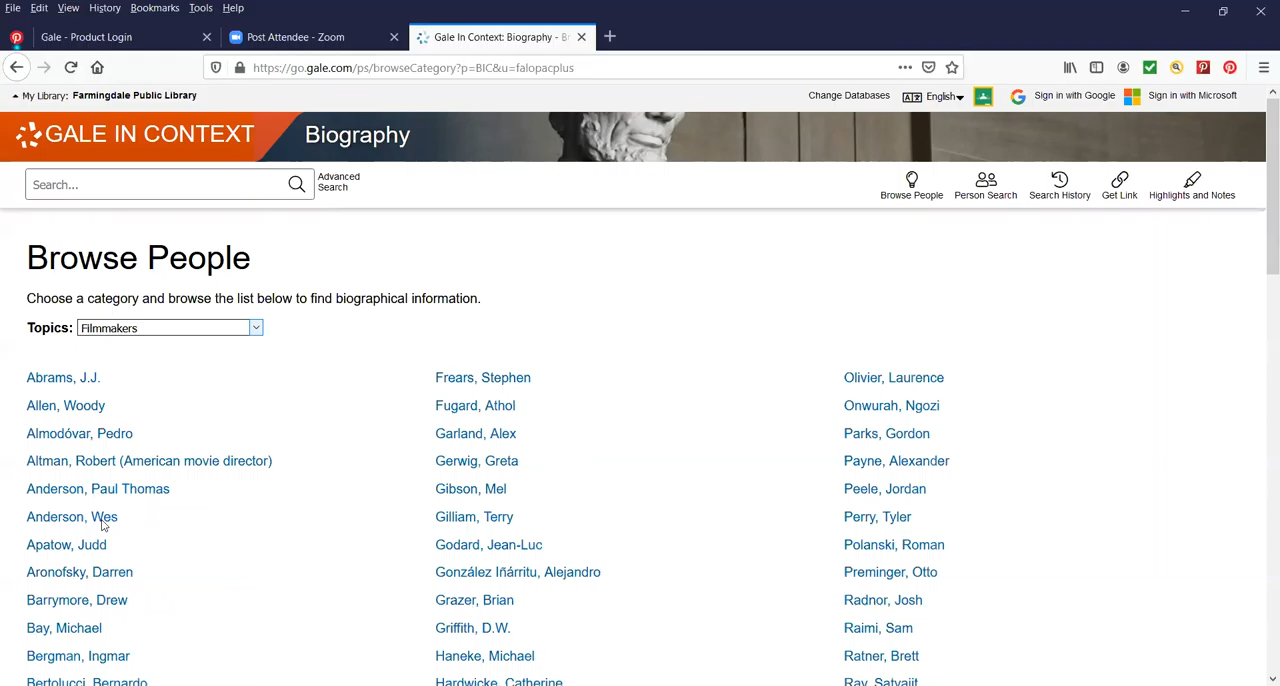 File Edit View History Bookmarks Tools Help
Gale - Product Login
Post Attendee - Zoom
Gale In Context: Biography - B
https://go.gale.com/ps/browseCategory?p=BIC&u=falopacplus
My Library: Farmingdale Public Library
Change Databases
English
Sign in with Google
Sign in with Microsoft
GALE IN CONTEXT
Biography
Search...
Advanced
Search
Browse People
Person Search
Search History
Get Link
Highlights and Notes
Browse People
Choose a category and browse the list below to find biographical information.
Topics: Filmmakers
Abrams, J.J.
Allen, Woody
Almodóvar, Pedro
Altman, Robert (American movie director)
Anderson, Paul Thomas
Anderson, Wes
Apatow, Judd
Aronofsky, Darren
Barrymore, Drew
Bay, Michael
Bergman, Ingmar
Bertolucci, Bernardo
Frears, Stephen
Fugard, Athol
Garland, Alex
Gerwig, Greta
Gibson, Mel
Gilliam, Terry
Godard, Jean-Luc
González Iñárritu, Alejandro
Grazer, Brian
Griffith, D.W.
Haneke, Michael
Hardwicke, Catherine
Olivier, Laurence
Onwurah, Ngozi
Parks, Gordon
Payne, Alexander
Peele, Jordan
Perry, Tyler
Polanski, Roman
Preminger, Otto
Radnor, Josh
Raimi, Sam
Ratner, Brett
Ray, Satyajit